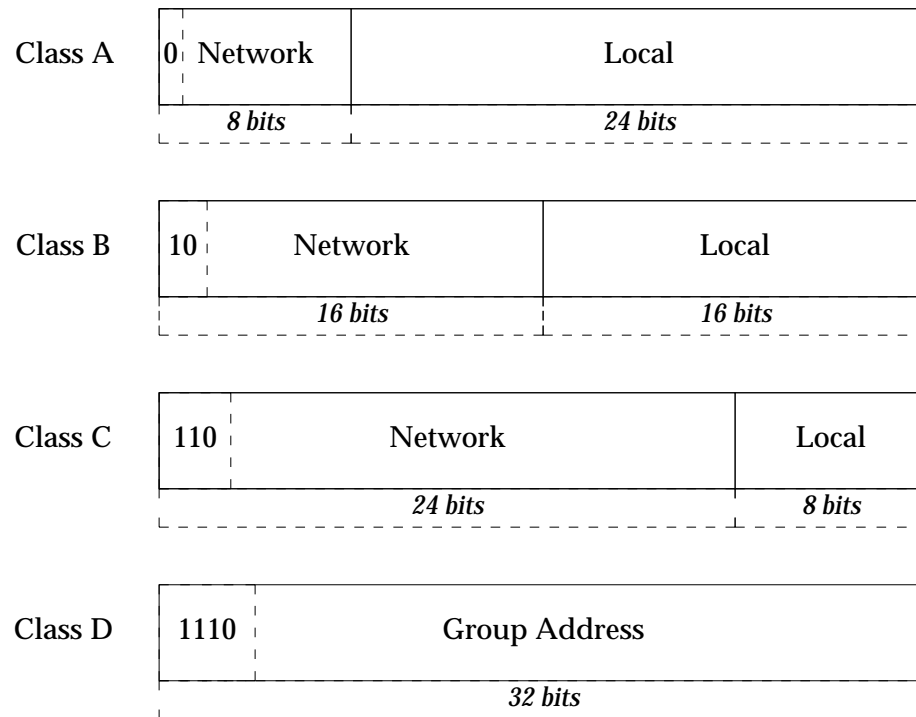 Class A 0 Network Local
8 bits 24 bits
Class B 10 Network Local
16 bits 16 bits
Class C 110 Network Local
24 bits 8 bits
Class D 1110 Group Address
32 bits